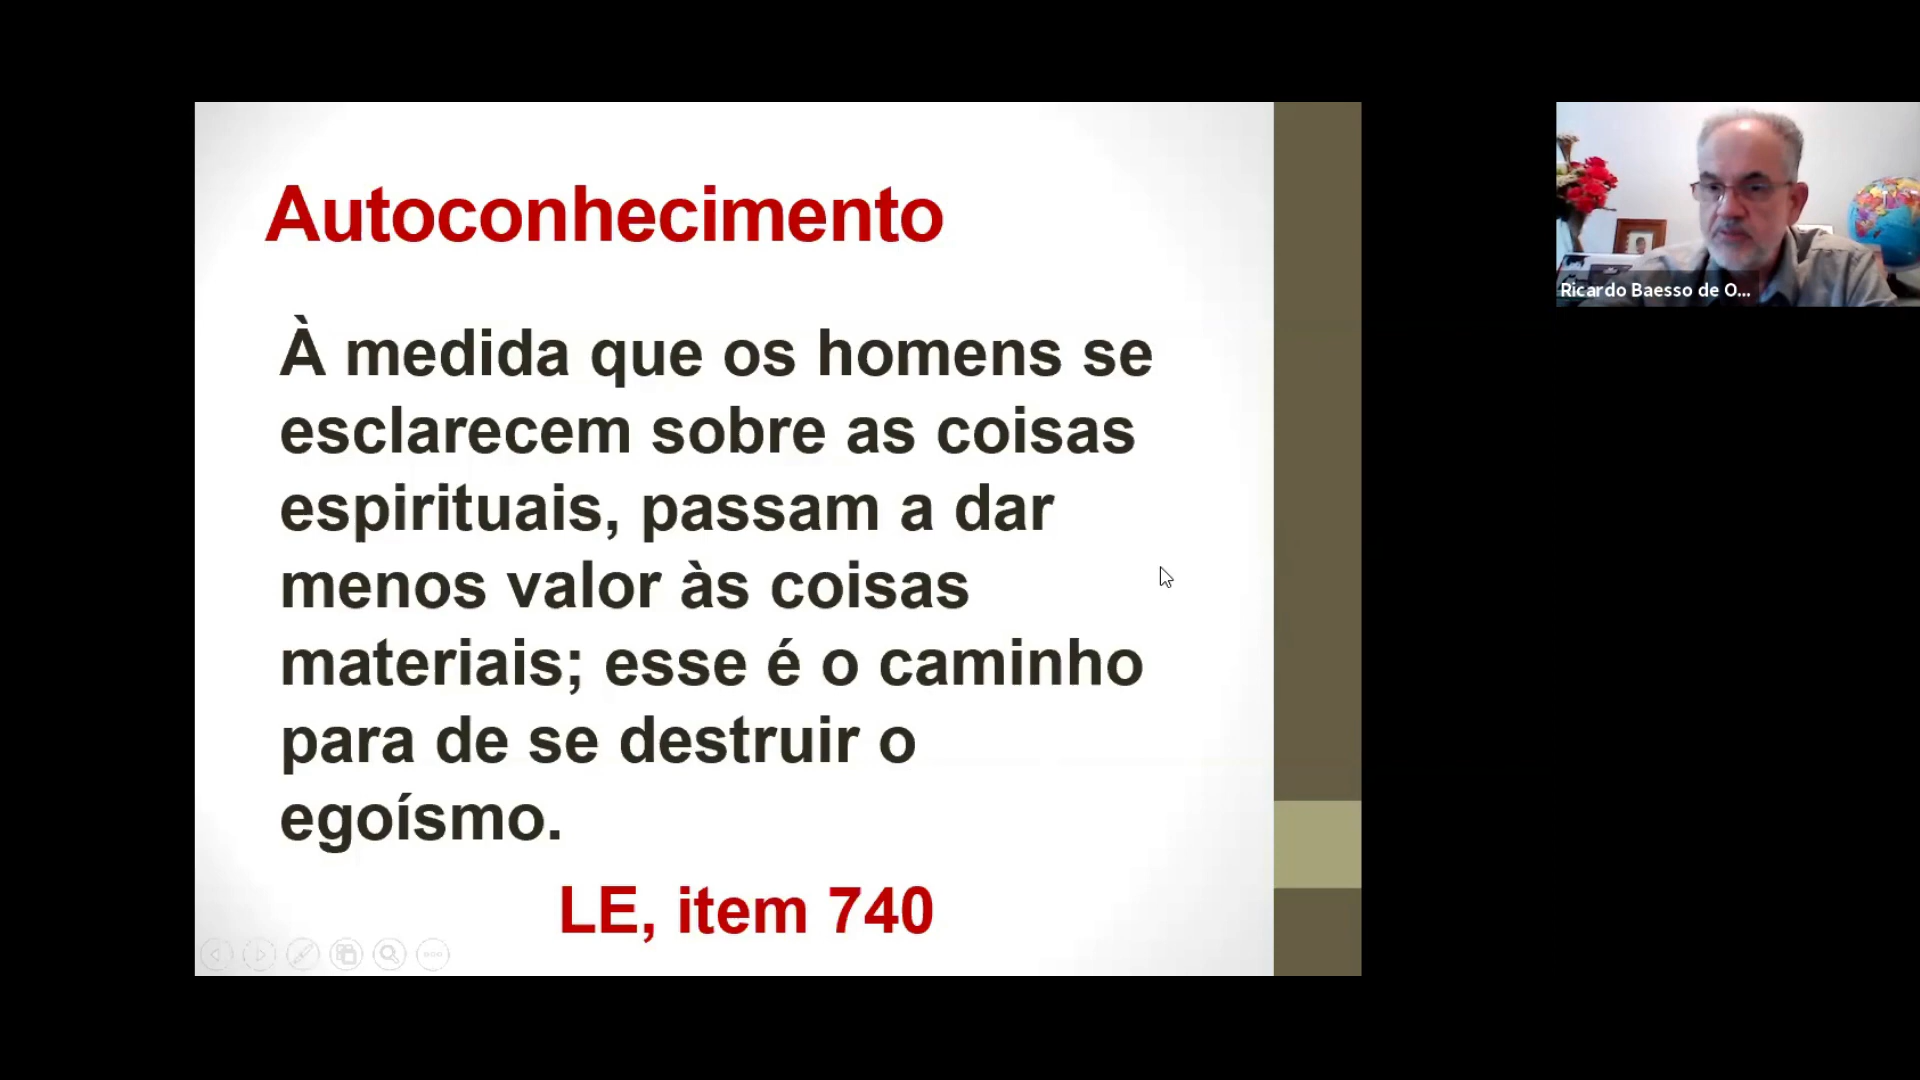 Autoconhecimento
À medida que os homens se
esclarecem sobre as coisas
espirituais, passam a dar
menos valor às coisas
materiais; esse é o caminho
para de se destruir o
egoísmo.
LE, item 740
Ricardo Baesso de O...